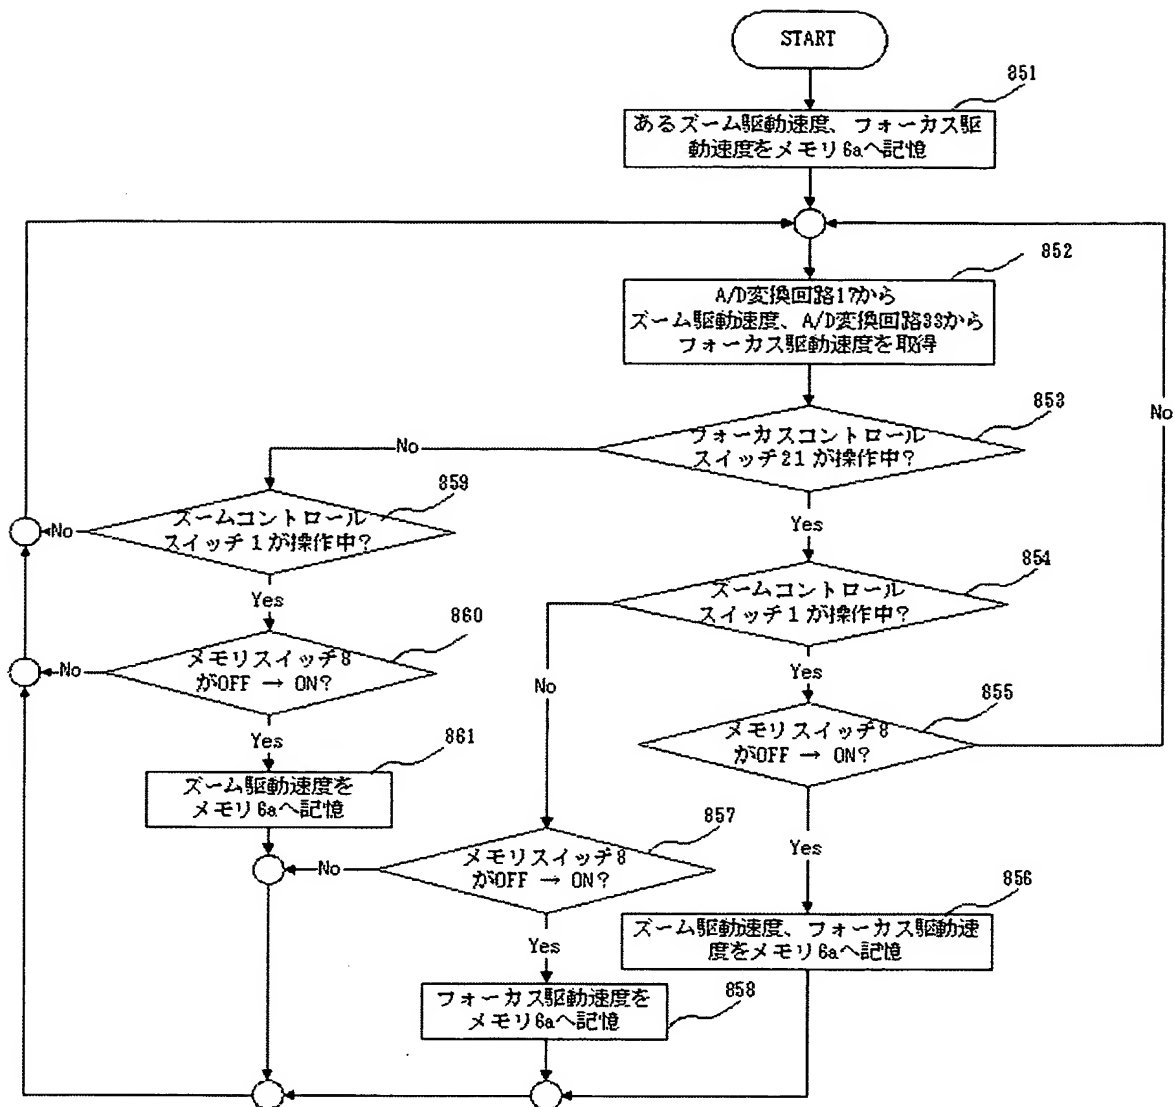 START
851
あるズーム駆動速度、フォーカス駆
動速度をメモリ6aへ記憶
852
A/D変換回路17から
ズーム駆動速度、A/D変換回路33から
フォーカス駆動速度を取得
853
フォーカスコントロール
スイッチ21が操作中?
No
No
Yes
859
ズームコントロール
スイッチ1が操作中?
No
Yes
854
ズームコントロール
スイッチ1が操作中?
No
Yes
860
メモリスイッチ8
がOFF → ON?
No
Yes
855
メモリスイッチ8
がOFF → ON?
Yes
861
ズーム駆動速度を
メモリ6aへ記憶
857
メモリスイッチ8
がOFF → ON?
No
Yes
856
ズーム駆動速度、フォーカス駆動速
度をメモリ6aへ記憶
858
フォーカス駆動速度を
メモリ6aへ記憶